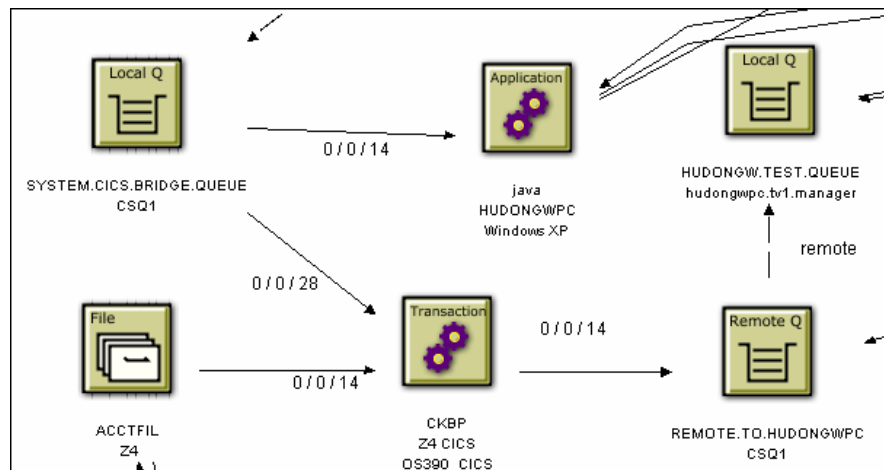 Local Q
SYSTEM.CICS.BRIDGE.QUEUE
CSQ1
0/0/14
Application
java
HUDONGWPC
Windows XP
Local Q
HUDONGW.TEST.QUEUE
hudongwpc.tv1.manager
remote
0/0/28
File
ACCTFIL
Z4
0/0/14
Transaction
CKBP
Z4 CICS
OS390_CICS
0/0/14
Remote Q
REMOTE.TO.HUDONGWPC
CSQ1